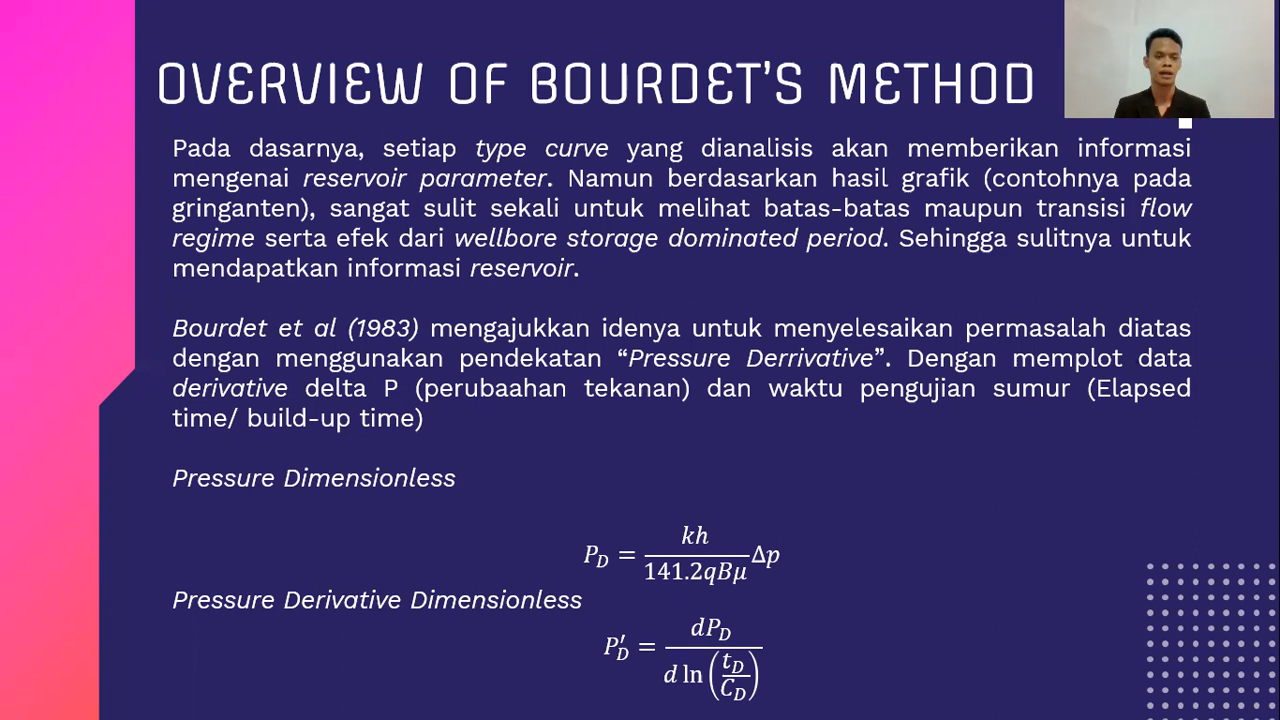 OVERVIEW OF BOURDET'S METHOD
Pada dasarnya, setiap type curve yang dianalisis akan memberikan informasi
mengenai reservoir parameter. Namun berdasarkan hasil grafik (contohnya pada
gringanten), sangat sulit sekali untuk melihat batas-batas maupun transisi flow
regime serta efek dari wellbore storage dominated period. Sehingga sulitnya untuk
mendapatkan informasi reservoir.
Bourdet et al (1983) mengajukkan idenya untuk menyelesaikan permasalah diatas
dengan menggunakan pendekatan “Pressure Derrivative”. Dengan memplot data
derivative delta P (perubaahan tekanan) dan waktu pengujian sumur (Elapsed
time/ build-up time)
Pressure Dimensionless
P_D = \frac{kh}{141.2qBμ}Δp
Pressure Derivative Dimensionless
P'_D = \frac{dP_D}{d ln(\frac{t_D}{C_D})}